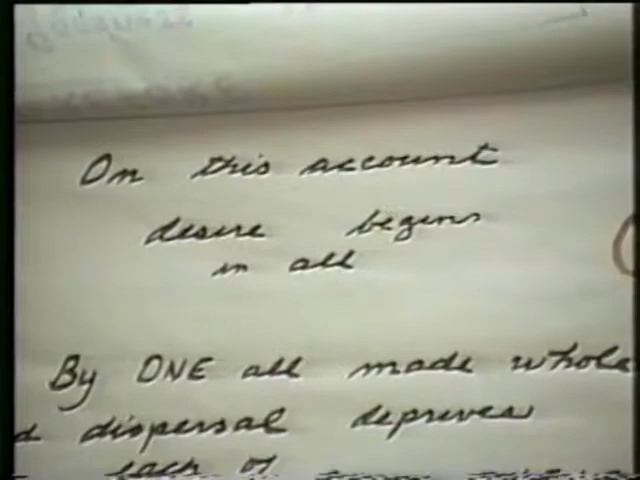 On this account
desire begins
in all
By ONE all made whole
d dispersal deprives
each of